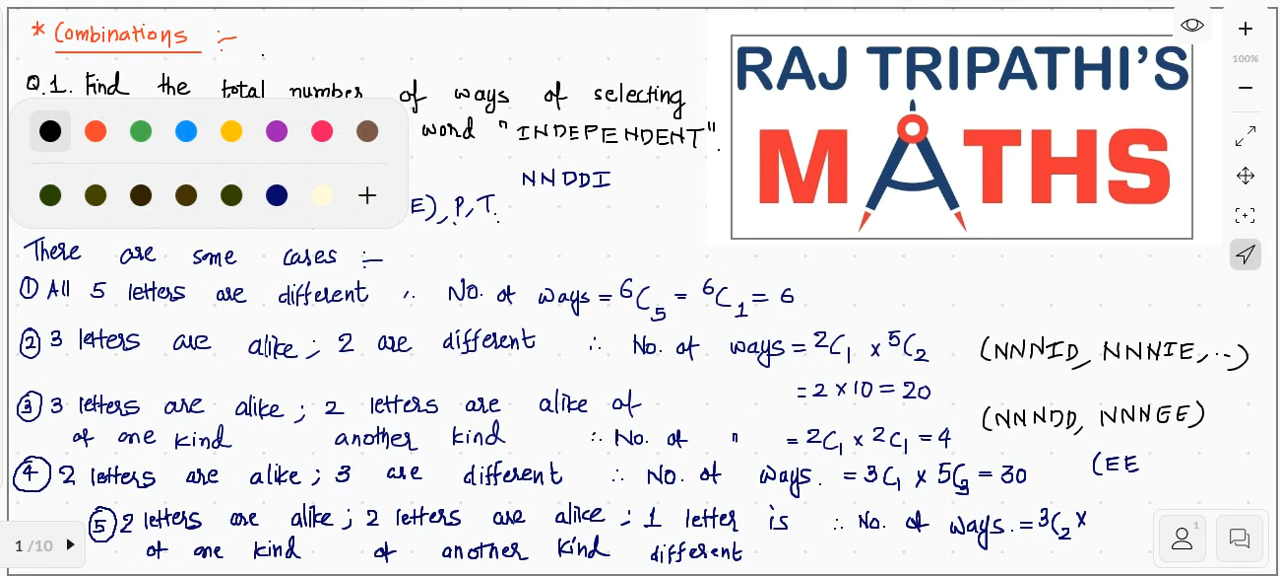 * Combinations :-
RAJ TRIPATHI'S
MATHS
100%
Q.1. Find the total number of ways of selecting
word "INDEPENDENT".
NNDDI
E), P, T.
There are some cases :-
① All 5 letters are different ∴ No. of ways = ⁶C₅ = ⁶C₁ = 6
② 3 letters are alike ; 2 are different ∴ No. of ways = ²C₁ × ⁵C₂ (NNNID, NNNIE, ...)
= 2 × 10 = 20
③ 3 letters are alike ; 2 letters are alike of (NNNDD, NNNEE)
of one kind another kind ∴ No. of " = 2C₁ × 2C₁ = 4
④ 2 letters are alike ; 3 are different ∴ No. of ways. = 3C₁ × 5C₃ = 30 (EE
⑤ 2 letters are alike ; 2 letters are alike ; 1 letter is ∴ No. of ways. = ³C₂ ×
of one kind of another kind different
1 / 10
1